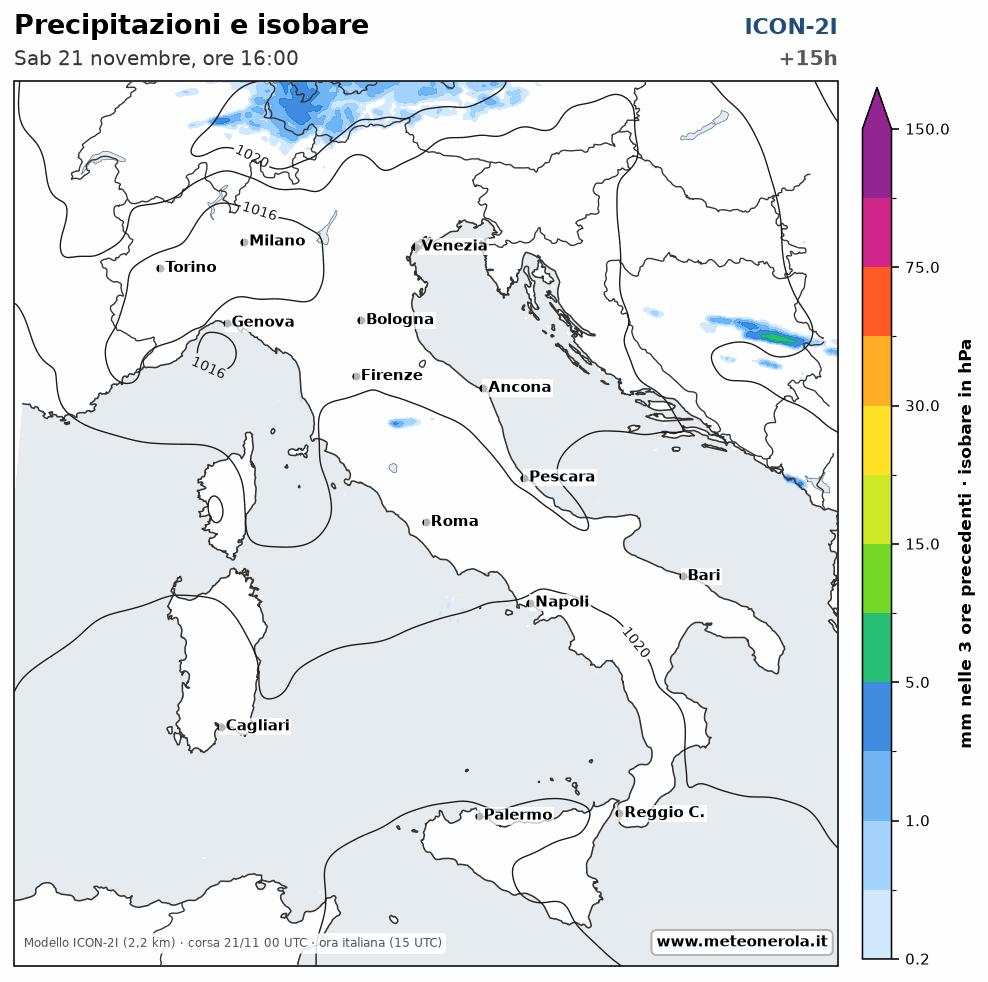 Precipitazioni e isobare
ICON-2I
Sab 21 novembre, ore 16:00
+15h
150.0
1020
1016
Milano
Venezia
Torino
75.0
Bologna
Genova
1016
Firenze
Ancona
30.0
Pescara
Roma
15.0
Bari
Napoli
1020
5.0
Cagliari
Palermo
Reggio C.
1.0
mm nelle 3 ore precedenti · isobare in hPa
Modello ICON-2I (2,2 km) · corsa 21/11 00 UTC · ora italiana (15 UTC)
www.meteonerola.it
0.2